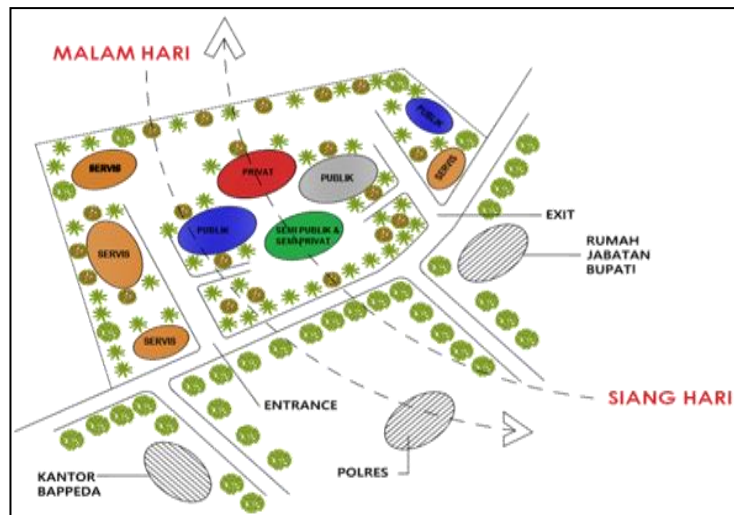 MALAM HARI
PUBLIK
SERVIS
SERVIS
PRIVAT
PUBLIK
EXIT
PUBLIK
SEMI PUBLIK &
SEMI PRIVAT
RUMAH
JABATAN
BUPATI
SERVIS
SERVIS
SIANG HARI
ENTRANCE
KANTOR
BAPPEDA
POLRES